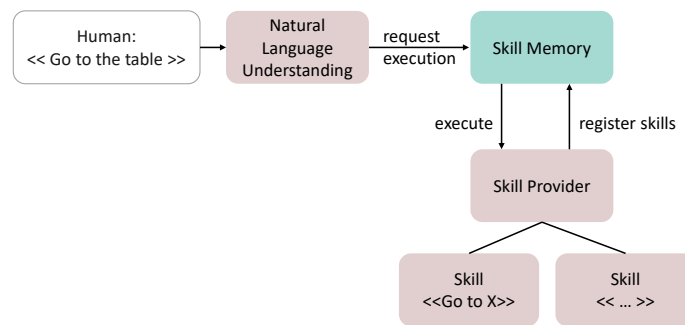 Human:
<< Go to the table >>
Natural
Language
Understanding
request
execution
Skill Memory
execute
register skills
Skill Provider
Skill
<<Go to X>>
Skill
<< ... >>